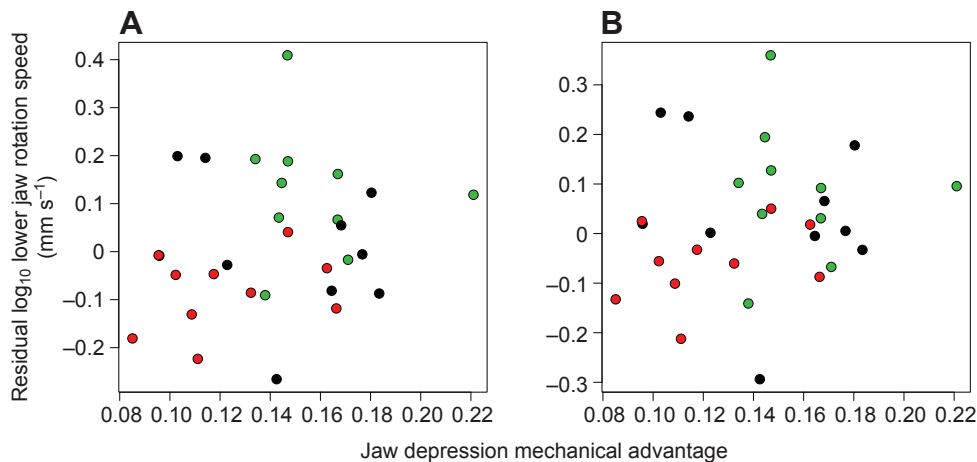 A
B
Residual log₁₀ lower jaw rotation speed
(mm s⁻¹)
0.4
0.3
0.2
0.1
0
–0.1
–0.2
0.3
0.2
0.1
0
–0.1
–0.2
–0.3
0.08 0.10 0.12 0.14 0.16 0.18 0.20 0.22
0.08 0.10 0.12 0.14 0.16 0.18 0.20 0.22
Jaw depression mechanical advantage